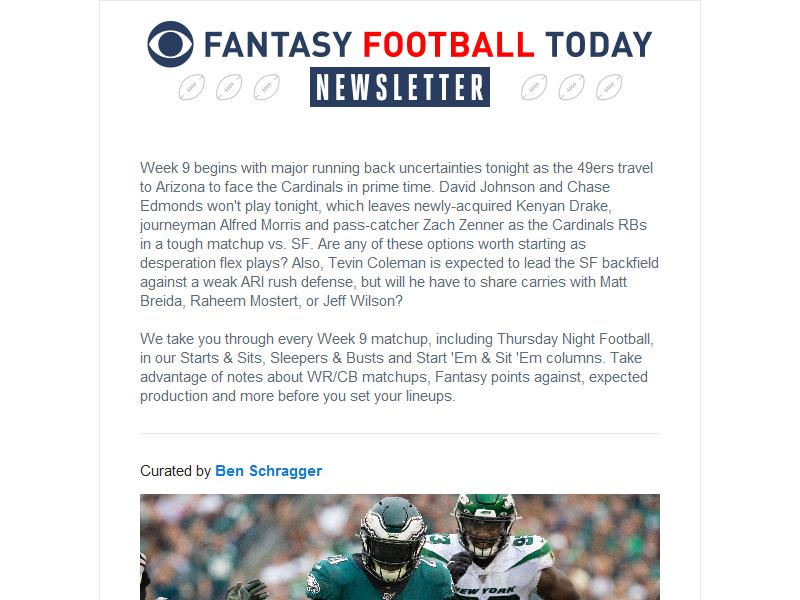 FANTASY FOOTBALL TODAY
NEWSLETTER
Week 9 begins with major running back uncertainties tonight as the 49ers travel
to Arizona to face the Cardinals in prime time. David Johnson and Chase
Edmonds won't play tonight, which leaves newly-acquired Kenyan Drake,
journeyman Alfred Morris and pass-catcher Zach Zenner as the Cardinals RBs
in a tough matchup vs. SF. Are any of these options worth starting as
desperation flex plays? Also, Tevin Coleman is expected to lead the SF backfield
against a weak ARI rush defense, but will he have to share carries with Matt
Breida, Raheem Mostert, or Jeff Wilson?
We take you through every Week 9 matchup, including Thursday Night Football,
in our Starts & Sits, Sleepers & Busts and Start 'Em & Sit 'Em columns. Take
advantage of notes about WR/CB matchups, Fantasy points against, expected
production and more before you set your lineups.
Curated by Ben Schragger
NEW YORK